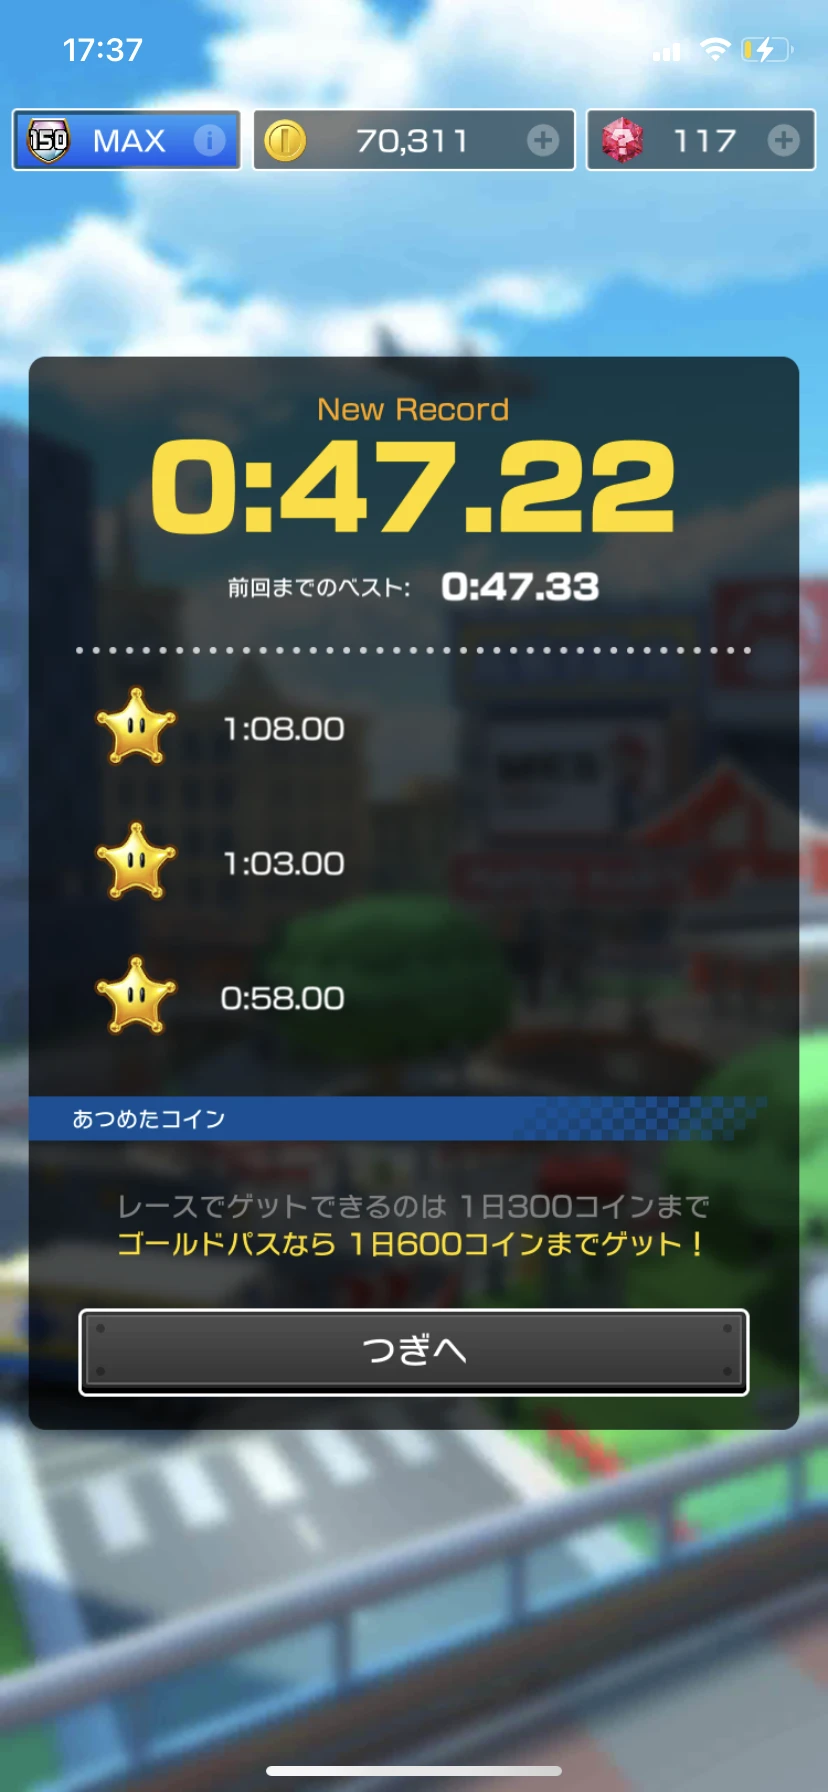 17:37
150 MAX i 70,311 + ? 117 +
New Record
0:47.22
前回までのベスト: 0:47.33
1:08.00
1:03.00
0:58.00
あつめたコイン
レースでゲットできるのは 1日300コインまで
ゴールドパスなら 1日600コインまでゲット！
つぎへ